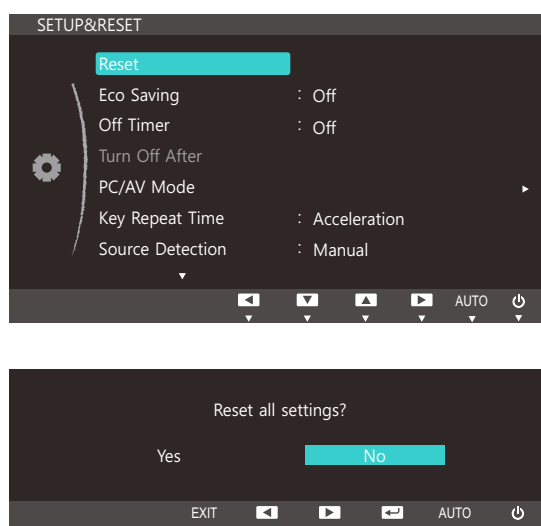 SETUP&RESET
Reset
Eco Saving : Off
Off Timer : Off
Turn Off After
PC/AV Mode
Key Repeat Time : Acceleration
Source Detection : Manual
AUTO
Reset all settings?
Yes No
EXIT AUTO